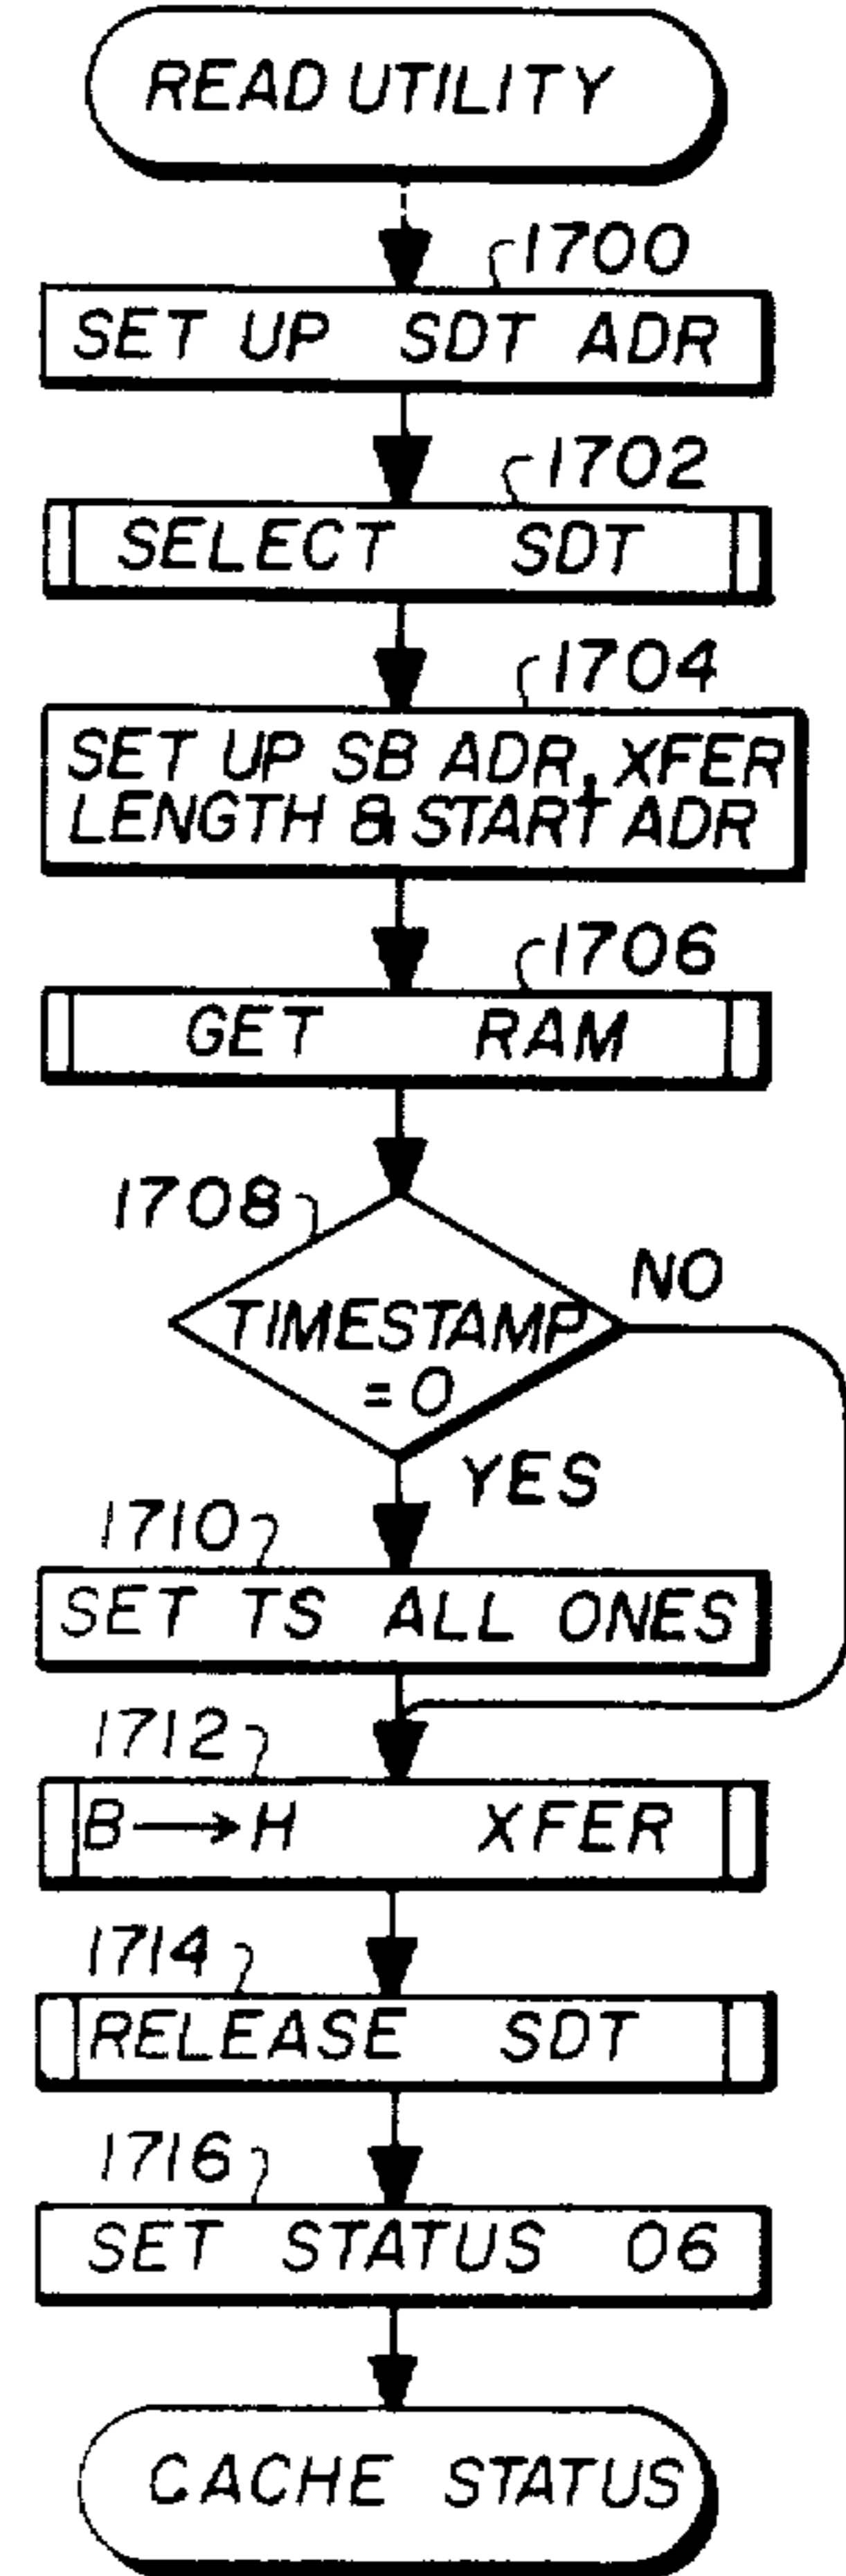 READ UTILITY
1700
SET UP SDT ADR
1702
SELECT SDT
1704
SET UP SB ADR, XFER
LENGTH & START ADR
1706
GET RAM
1708
NO
TIMESTAMP
= 0
YES
1710
SET TS ALL ONES
1712
B→H XFER
1714
RELEASE SDT
1716
SET STATUS 06
CACHE STATUS